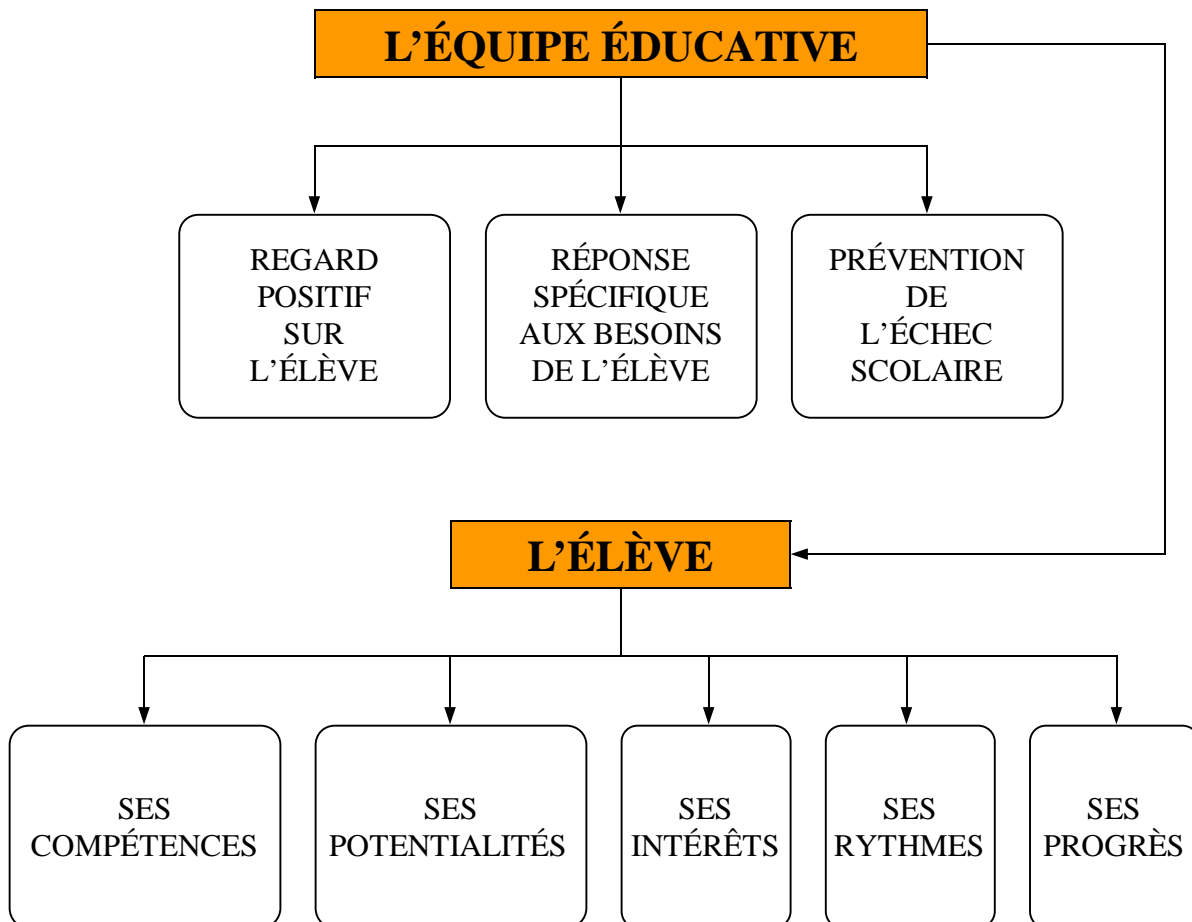 L’ÉQUIPE ÉDUCATIVE
REGARD
POSITIF
SUR
L’ÉLÈVE
RÉPONSE
SPÉCIFIQUE
AUX BESOINS
DE L’ÉLÈVE
PRÉVENTION
DE
L’ÉCHEC
SCOLAIRE
L’ÉLÈVE
SES
COMPÉTENCES
SES
POTENTIALITÉS
SES
INTÉRÊTS
SES
RYTHMES
SES
PROGRÈS